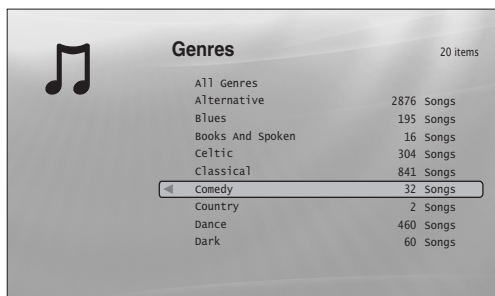 Genres 20 items
All Genres
Alternative 2876 Songs
Blues 195 Songs
Books And Spoken 16 Songs
Celtic 304 Songs
Classical 841 Songs
Comedy 32 Songs
Country 2 Songs
Dance 460 Songs
Dark 60 Songs